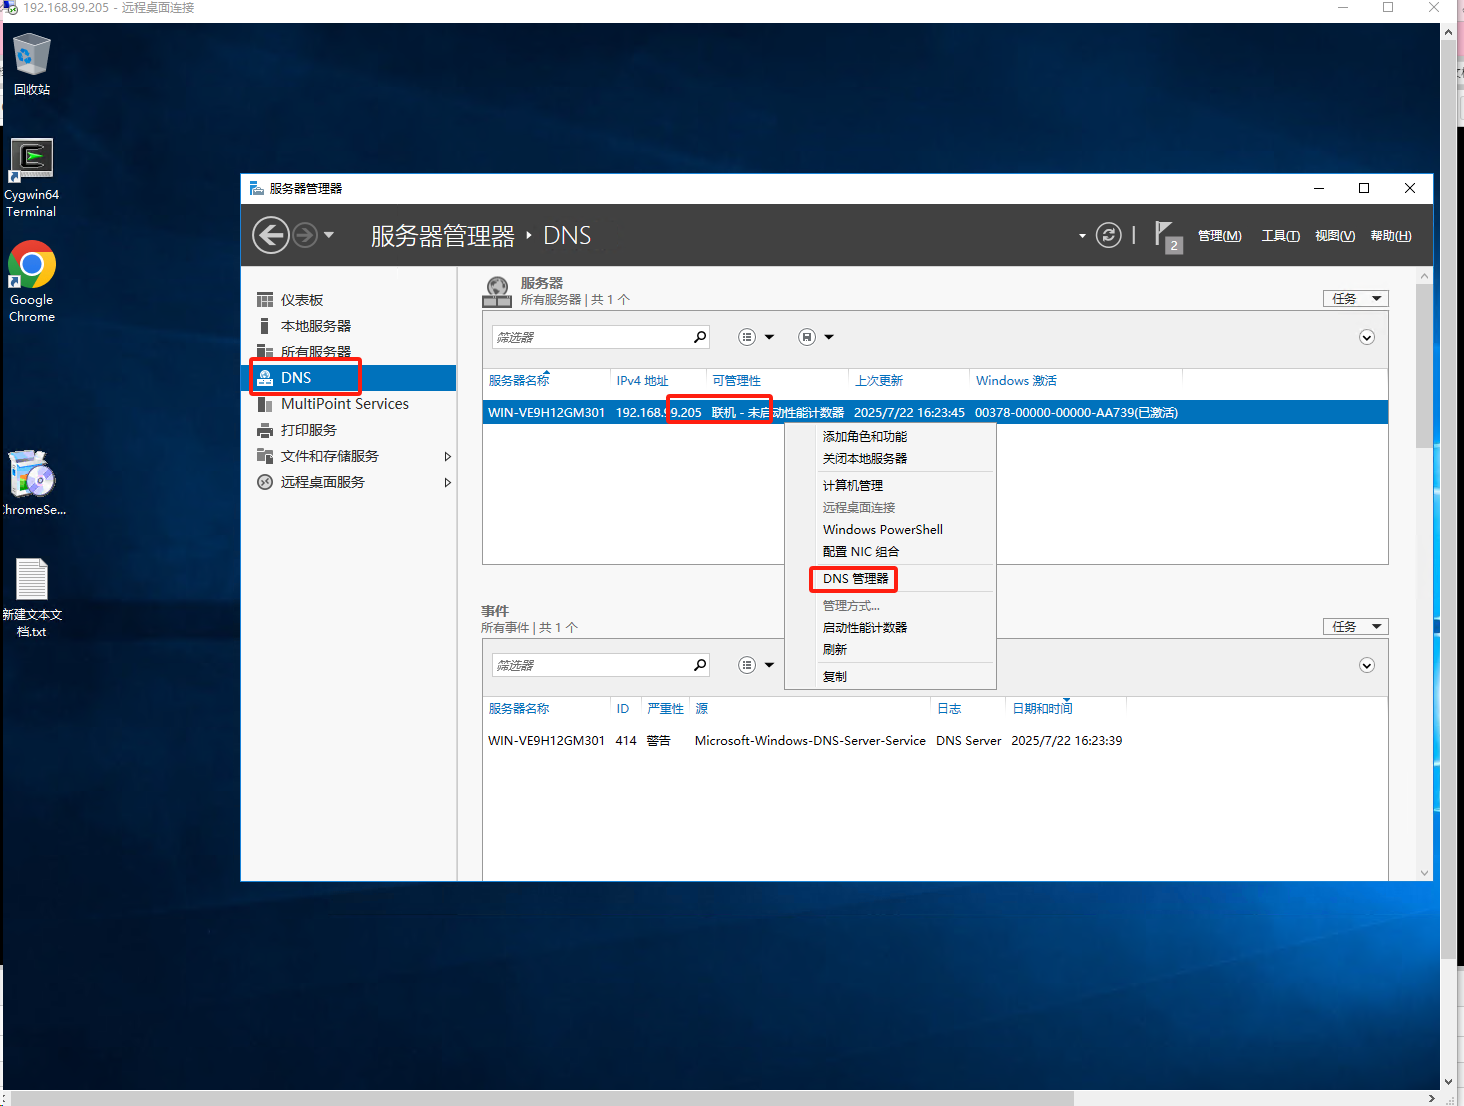 192.168.99.205 - 远程桌面连接
回收站
Cygwin64
Terminal
Google
Chrome
ChromeSe...
新建文本文
档.txt
服务器管理器
服务器管理器 ‣ DNS
2
管理(M)
工具(T)
视图(V)
帮助(H)
仪表板
本地服务器
所有服务器
DNS
MultiPoint Services
打印服务
文件和存储服务
远程桌面服务
服务器
所有服务器 | 共 1 个
任务
筛选器
服务器名称 IPv4 地址 可管理性 上次更新 Windows 激活
WIN-VE9H12GM301 192.168.99.205 联机 - 未启动性能计数器 2025/7/22 16:23:45 00378-00000-00000-AA739(已激活)
添加角色和功能
关闭本地服务器
计算机管理
远程桌面连接
Windows PowerShell
配置 NIC 组合
DNS 管理器
管理方式...
启动性能计数器
刷新
复制
事件
所有事件 | 共 1 个
任务
筛选器
服务器名称 ID 严重性 源 日志 日期和时间
WIN-VE9H12GM301 414 警告 Microsoft-Windows-DNS-Server-Service DNS Server 2025/7/22 16:23:39